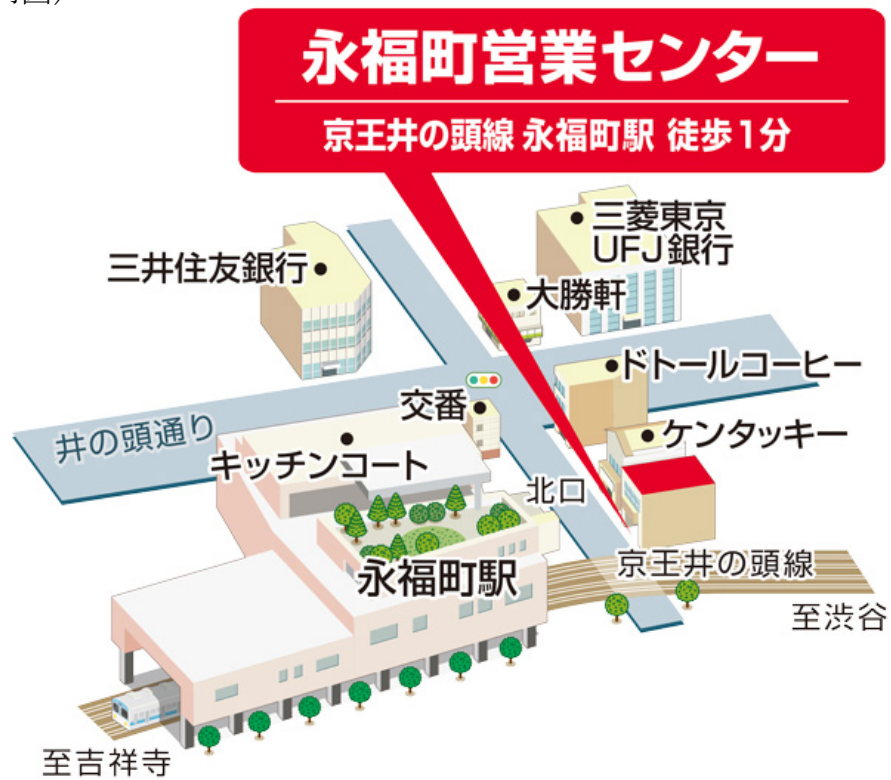 永福町営業センター
京王井の頭線 永福町駅 徒歩1分
三菱東京
UFJ銀行
三井住友銀行
大勝軒
ドトールコーヒー
交番
井の頭通り
ケンタッキー
キッチンコート
北口
永福町駅
京王井の頭線
至渋谷
至吉祥寺